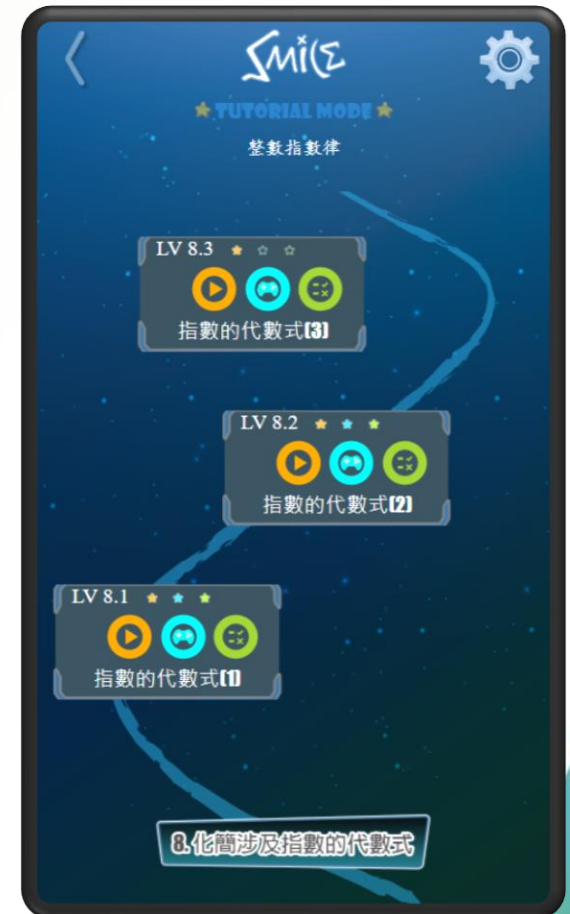 SMILE
TUTORIAL MODE
整數指數律
LV 8.3
指數的代數式(3)
LV 8.2
指數的代數式(2)
LV 8.1
指數的代數式(1)
8.化簡涉及指數的代數式